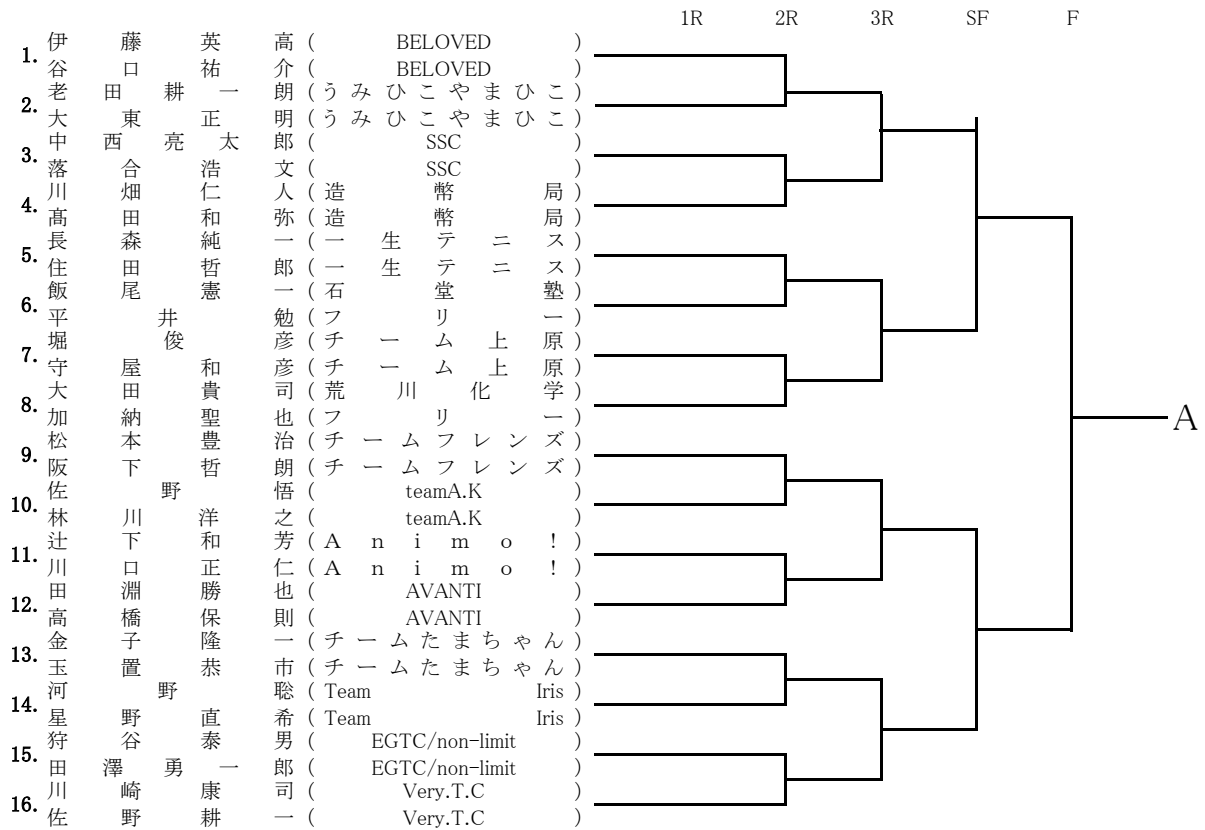 1R 2R 3R SF F
1. 伊藤英高 ( BELOVED )
谷口祐介 ( BELOVED )
2. 老田耕一朗 (うみひこやまひこ)
大東正明 (うみひこやまひこ)
3. 中西亮太郎 ( SSC )
落合浩文 ( SSC )
4. 川畑仁人 (造幣局)
髙田和弥 (造幣局)
5. 長森純一 (一生テニス)
住田哲郎 (一生テニス)
6. 飯尾憲一 (石堂塾)
平井勉 (フリー)
7. 堀俊彦 (チーム上原)
守屋和彦 (チーム上原)
8. 大田貴司 (荒川化学)
加納聖也 (フリー)
9. 松本豊治 (チームフレンズ)
阪下哲朗 (チームフレンズ)
10. 佐野悟 ( teamA.K )
林川洋之 ( teamA.K )
11. 辻下和芳 (Animo!)
川口正仁 (Animo!)
12. 田淵勝也 ( AVANTI )
高橋保則 ( AVANTI )
13. 金子隆一 (チームたまちゃん)
玉置恭市 (チームたまちゃん)
14. 河野聡 ( Team Iris )
星野直希 ( Team Iris )
15. 狩谷泰男 ( EGTC/non-limit )
田澤勇一郎 ( EGTC/non-limit )
16. 川崎康司 ( Very.T.C )
佐野耕一 ( Very.T.C )
A